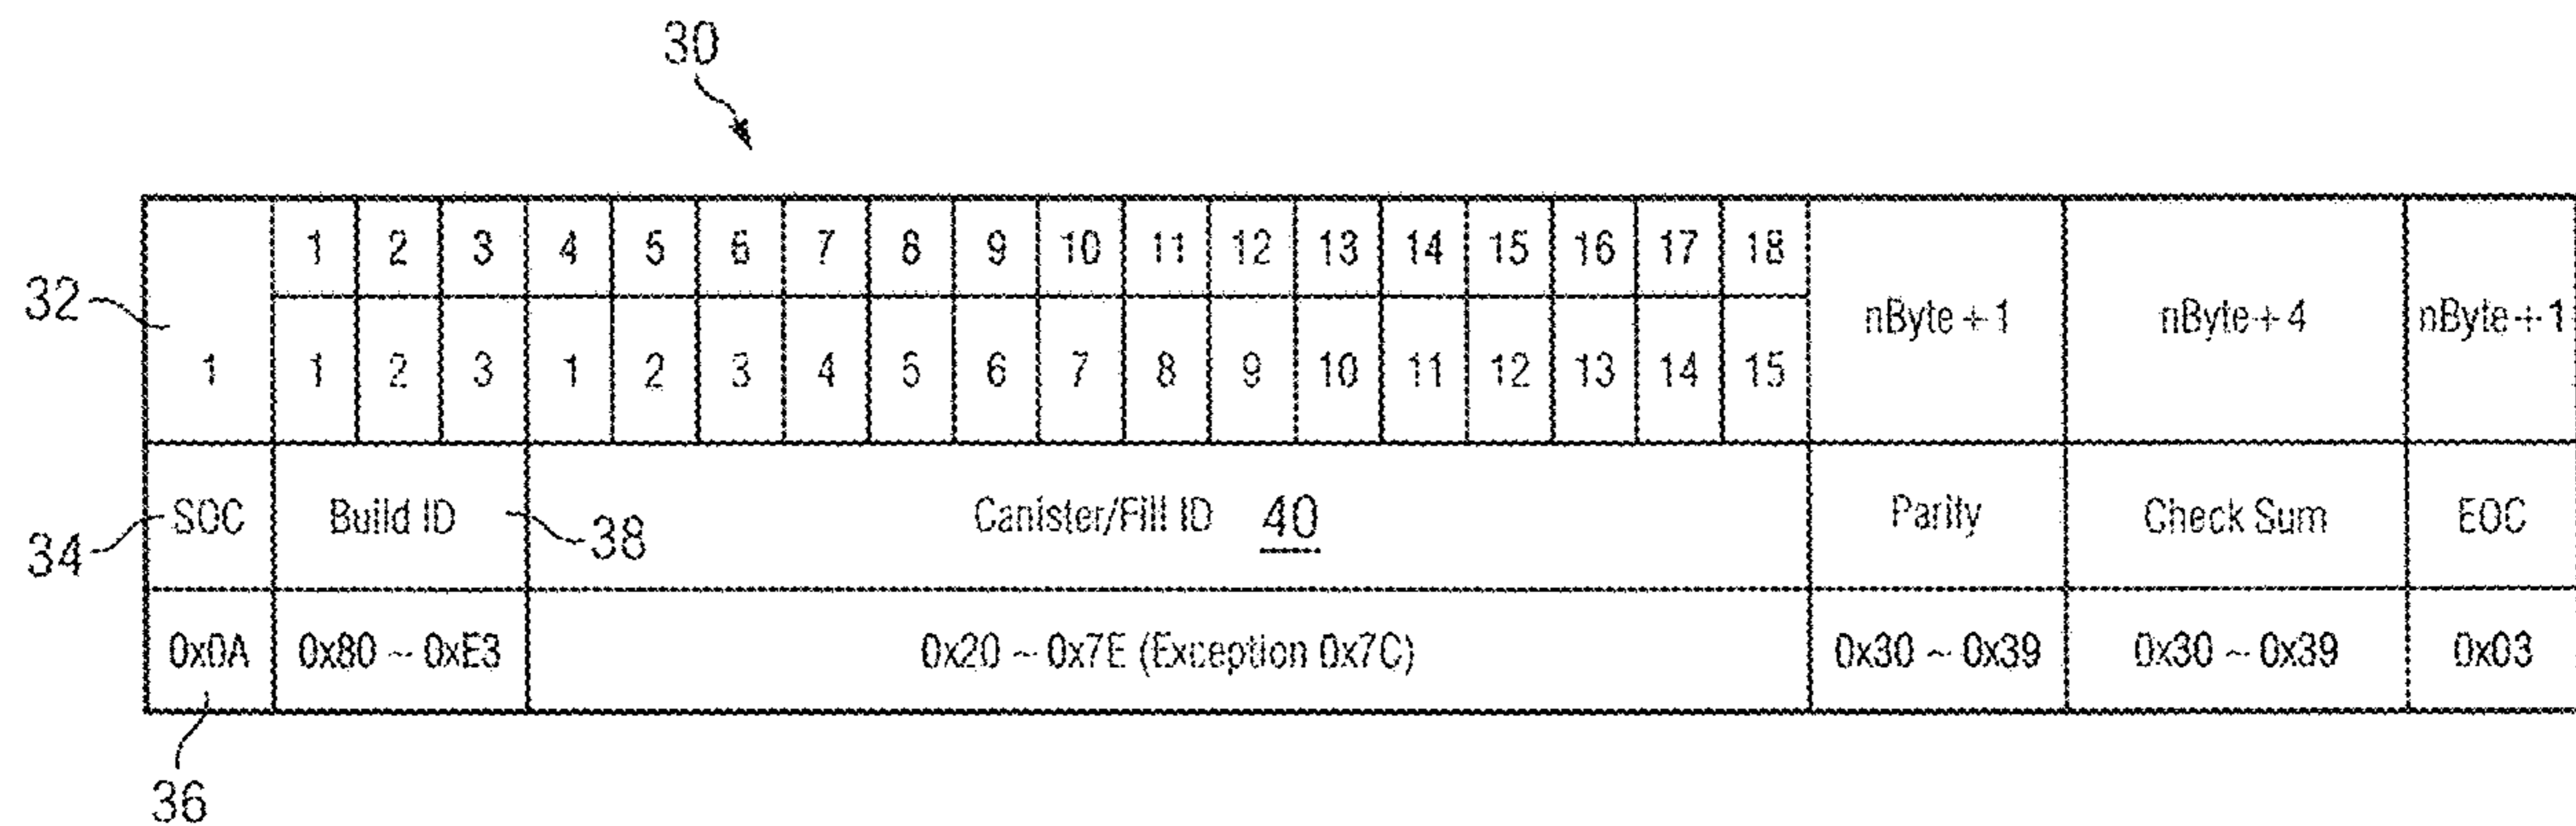 30
1 2 3 4 5 6 7 8 9 10 11 12 13 14 15 16 17 18
32
nByte + 1 nByte + 4 nByte + 1
1 1 2 3 1 2 3 4 5 6 7 8 9 10 11 12 13 14 15
34 SOC Build ID 38 Canister/Fill ID 40 Parity Check Sum EOC
0x0A 0x80 ~ 0xE3 0x20 ~ 0x7E (Exception 0x7C) 0x30 ~ 0x39 0x30 ~ 0x39 0x03
36